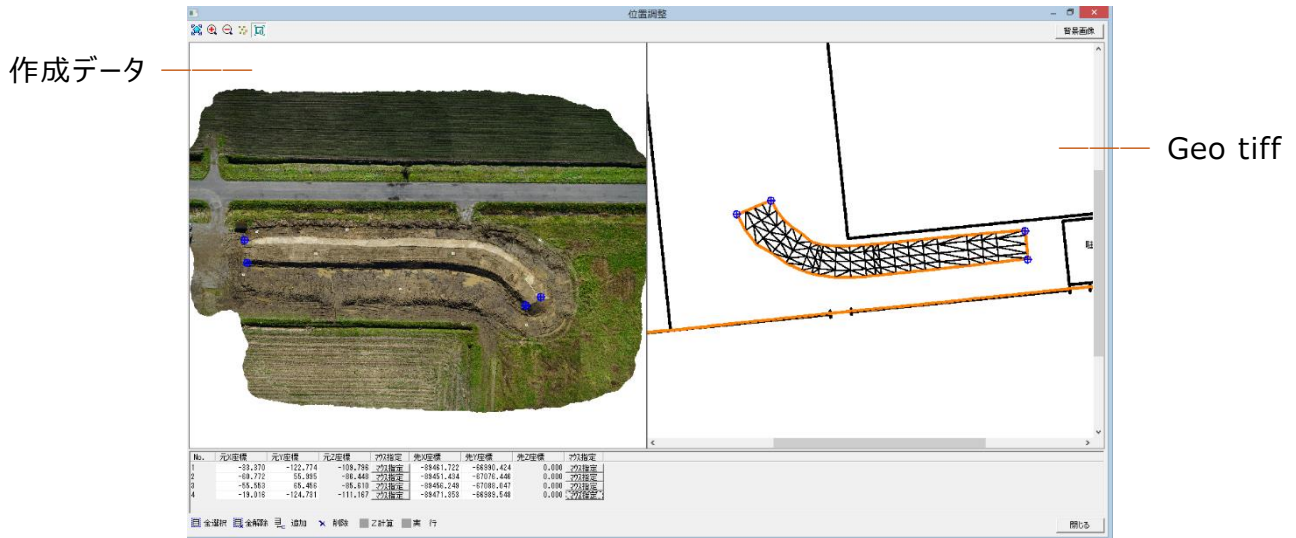 位置調整
背景画像
作成データ
Geo tiff
駐
No. 元X座標 元Y座標 元Z座標 マウス指定 先X座標 先Y座標 先Z座標 マウス指定
1 -33.370 -122.774 -109.796 マウス指定 -89461.722 -66990.424 0.000 マウス指定
2 -60.772 55.995 -86.448 マウス指定 -89451.434 -67076.446 0.000 マウス指定
3 -55.553 65.456 -85.610 マウス指定 -89456.249 -67088.047 0.000 マウス指定
4 -19.016 -124.731 -111.167 マウス指定 -89471.353 -66989.548 0.000 マウス指定
全選択 全解除 追加 削除 Z計算 実 行
閉じる